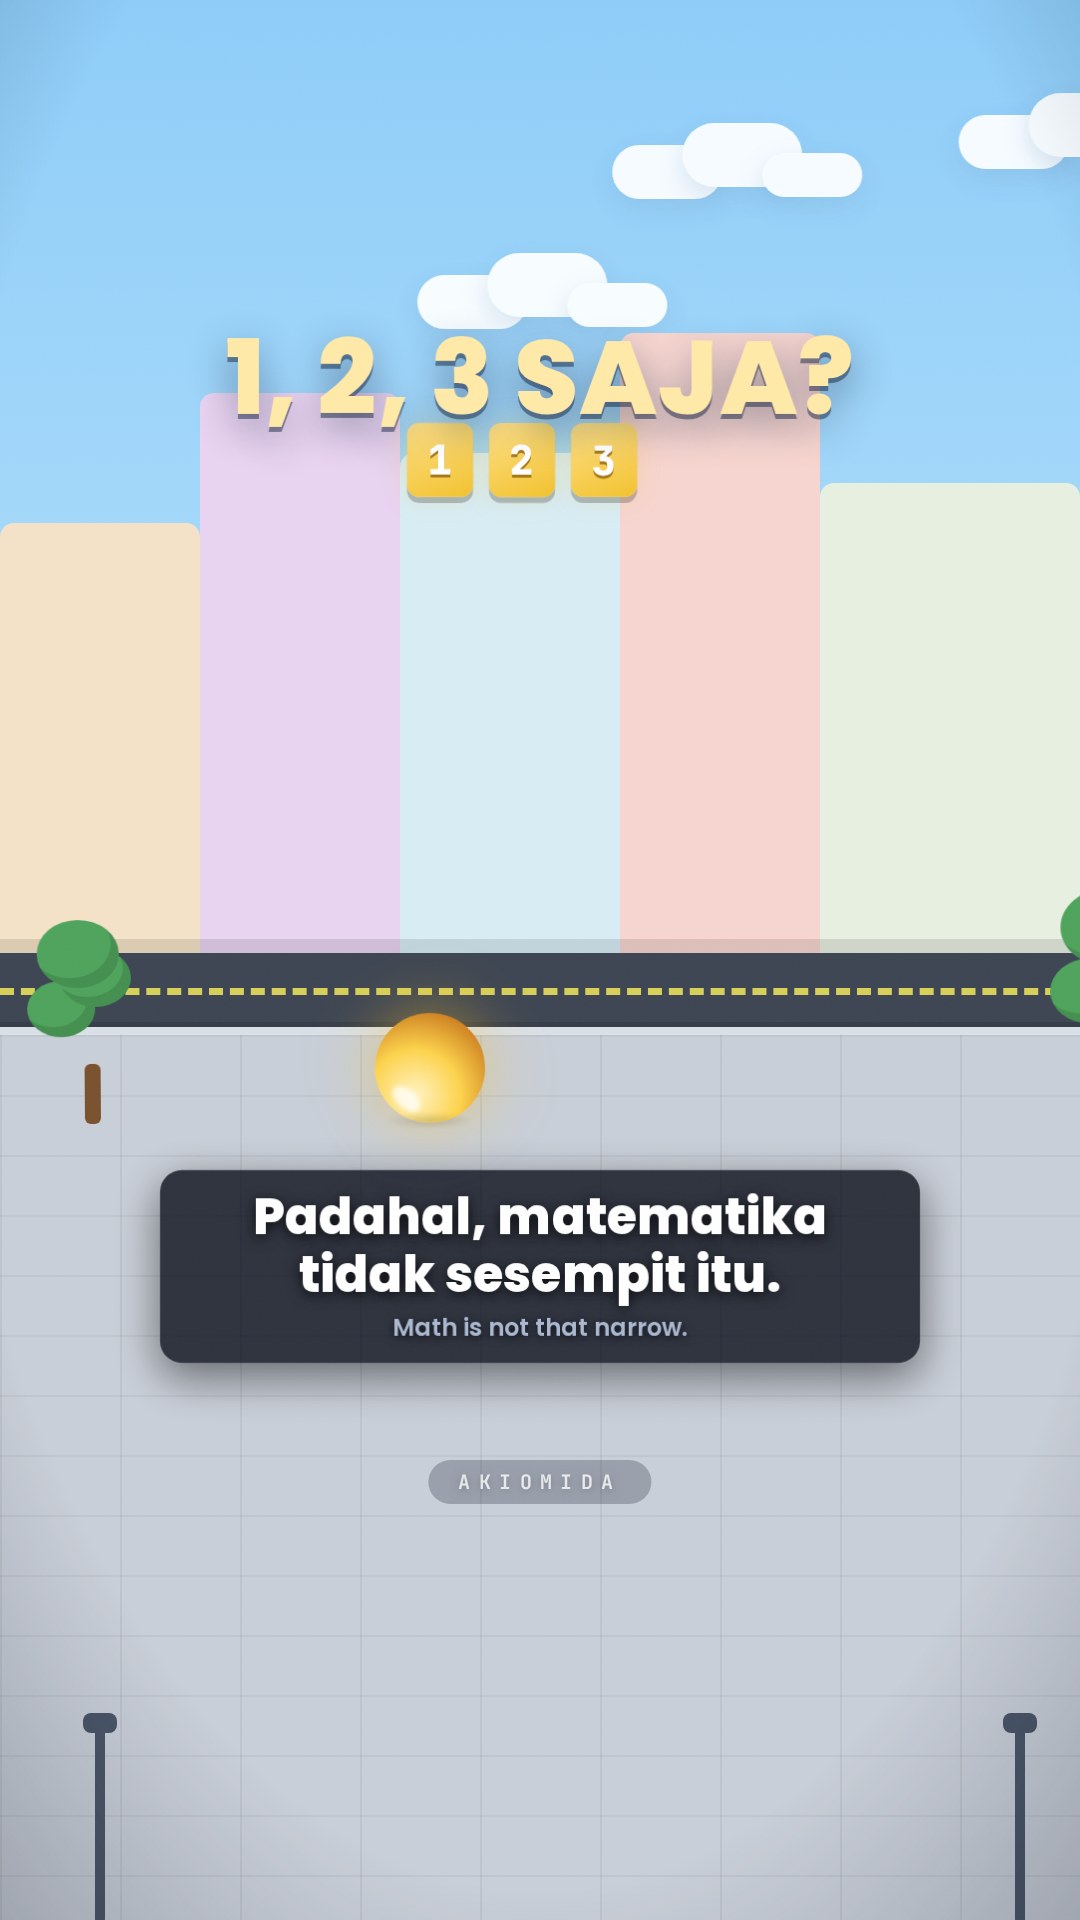 1, 2, 3 SAJA?
1 2 3
Padahal, matematika
tidak sesempit itu.
Math is not that narrow.
AKIOMIDA